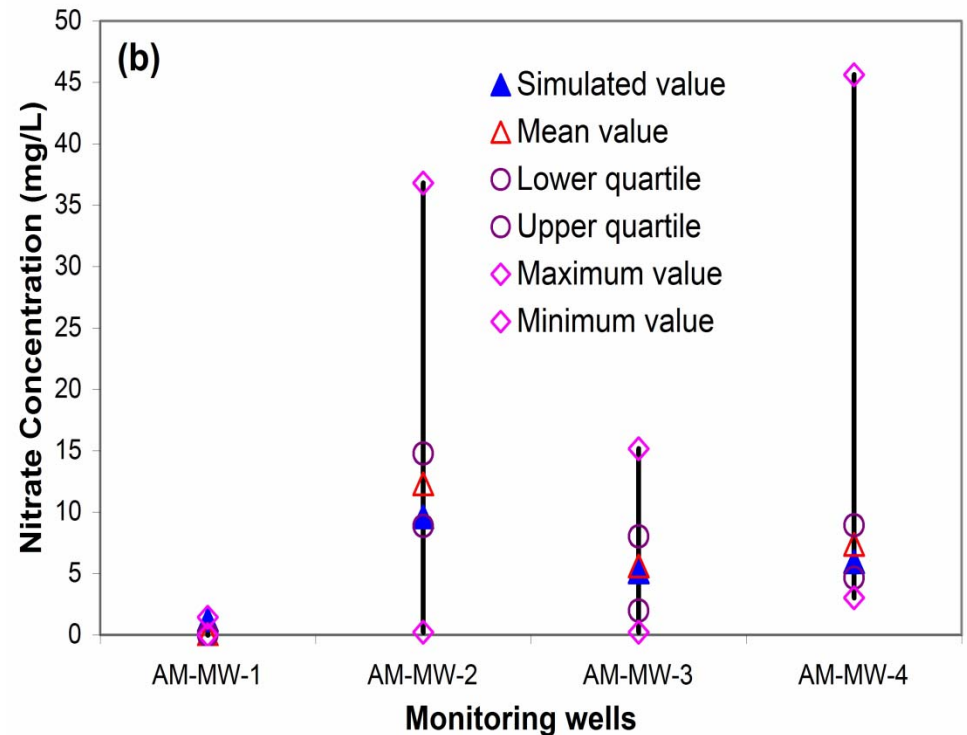 (b)
Nitrate Concentration (mg/L)
50
45
40
35
30
25
20
15
10
5
0
Simulated value
Mean value
Lower quartile
Upper quartile
Maximum value
Minimum value
AM-MW-1 AM-MW-2 AM-MW-3 AM-MW-4
Monitoring wells